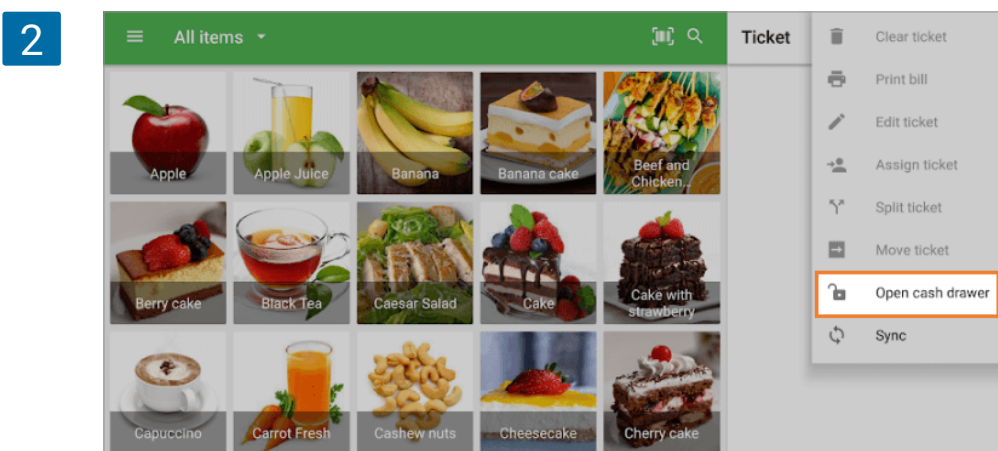 2
All items
Ticket
Clear ticket
Print bill
Edit ticket
Assign ticket
Split ticket
Move ticket
Open cash drawer
Sync
Apple
Apple Juice
Banana
Banana cake
Beef and
Chicken...
Berry cake
Black Tea
Caesar Salad
Cake
Cake with
strawberry
Capuccino
Carrot Fresh
Cashew nuts
Cheesecake
Cherry cake